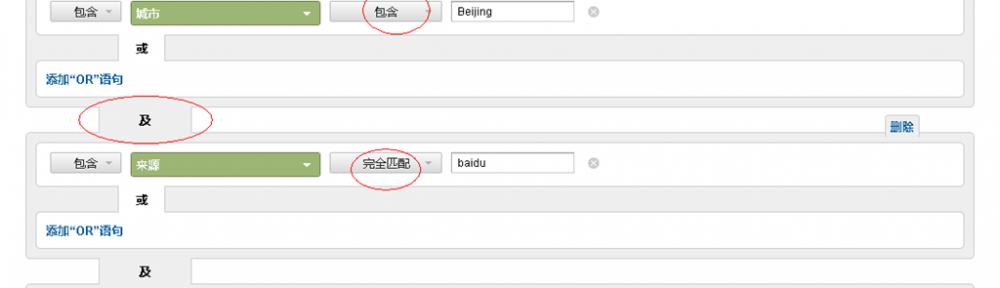 包含 城市 包含 Beijing
或
添加“OR”语句
及
删除
包含 来源 完全匹配 baidu
或
添加“OR”语句
及